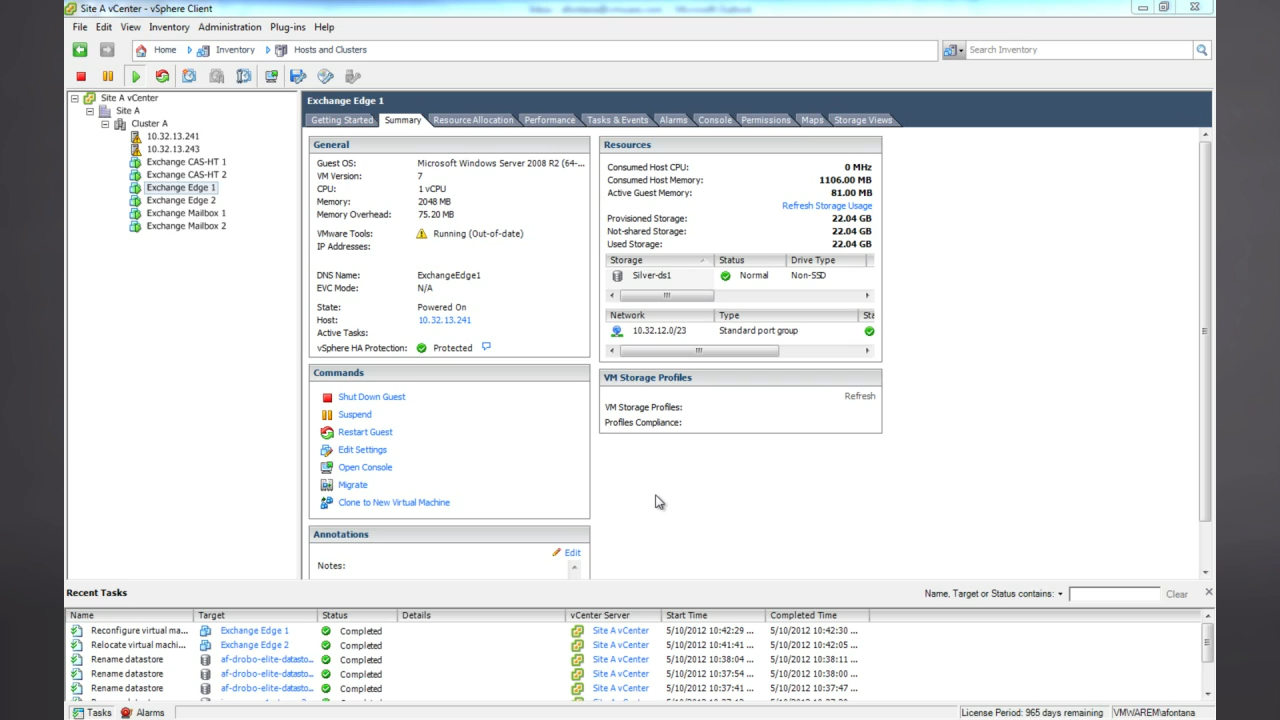 Site A vCenter - vSphere Client
File Edit View Inventory Administration Plug-ins Help
Home Inventory Hosts and Clusters Search Inventory
Site A vCenter
Site A
Cluster A
10.32.13.241
10.32.13.243
Exchange CAS-HT 1
Exchange CAS-HT 2
Exchange Edge 1
Exchange Edge 2
Exchange Mailbox 1
Exchange Mailbox 2
Exchange Edge 1
Getting Started Summary Resource Allocation Performance Tasks & Events Alarms Console Permissions Maps Storage Views
General
Guest OS: Microsoft Windows Server 2008 R2 (64-...
VM Version: 7
CPU: 1 vCPU
Memory: 2048 MB
Memory Overhead: 75.20 MB
VMware Tools: Running (Out-of-date)
IP Addresses:
DNS Name: ExchangeEdge1
EVC Mode: N/A
State: Powered On
Host: 10.32.13.241
Active Tasks:
vSphere HA Protection: Protected
Commands
Shut Down Guest
Suspend
Restart Guest
Edit Settings
Open Console
Migrate
Clone to New Virtual Machine
Annotations
Edit
Notes:
Resources
Consumed Host CPU: 0 MHz
Consumed Host Memory: 1106.00 MB
Active Guest Memory: 81.00 MB
Refresh Storage Usage
Provisioned Storage: 22.04 GB
Not-shared Storage: 22.04 GB
Used Storage: 22.04 GB
Storage Status Drive Type
Silver-ds1 Normal Non-SSD
Network Type Sta
10.32.12.0/23 Standard port group
VM Storage Profiles
Refresh
VM Storage Profiles:
Profiles Compliance:
Recent Tasks Name, Target or Status contains: Clear
Name Target Status Details vCenter Server Start Time Completed Time
Reconfigure virtual ma... Exchange Edge 1 Completed Site A vCenter 5/10/2012 10:42:29 ... 5/10/2012 10:42:30 ...
Relocate virtual machi... Exchange Edge 2 Completed Site A vCenter 5/10/2012 10:41:41 ... 5/10/2012 10:42:05 ...
Rename datastore af-drobo-elite-datasto... Completed Site A vCenter 5/10/2012 10:38:04 ... 5/10/2012 10:38:11 ...
Rename datastore af-drobo-elite-datasto... Completed Site A vCenter 5/10/2012 10:37:54 ... 5/10/2012 10:38:00 ...
Rename datastore af-drobo-elite-datasto... Completed Site A vCenter 5/10/2012 10:37:41 ... 5/10/2012 10:37:47 ...
Tasks Alarms License Period: 965 days remaining VMWAREM\afontana